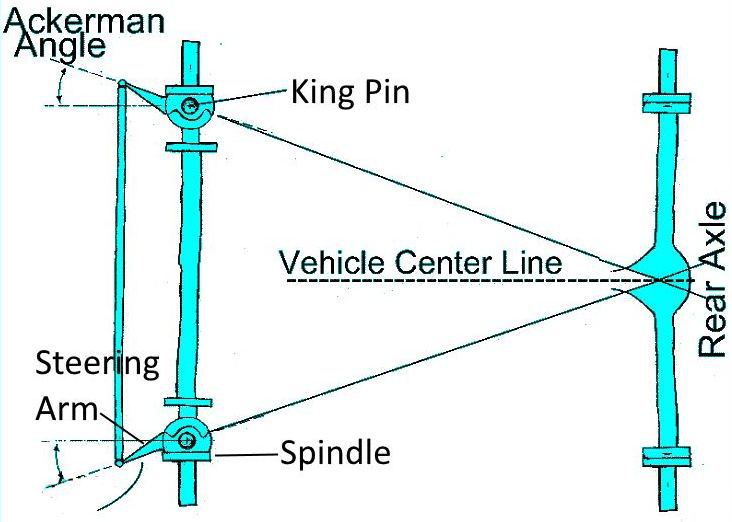 Ackerman
Angle
King Pin
Vehicle Center Line
Rear Axle
Steering
Arm
Spindle